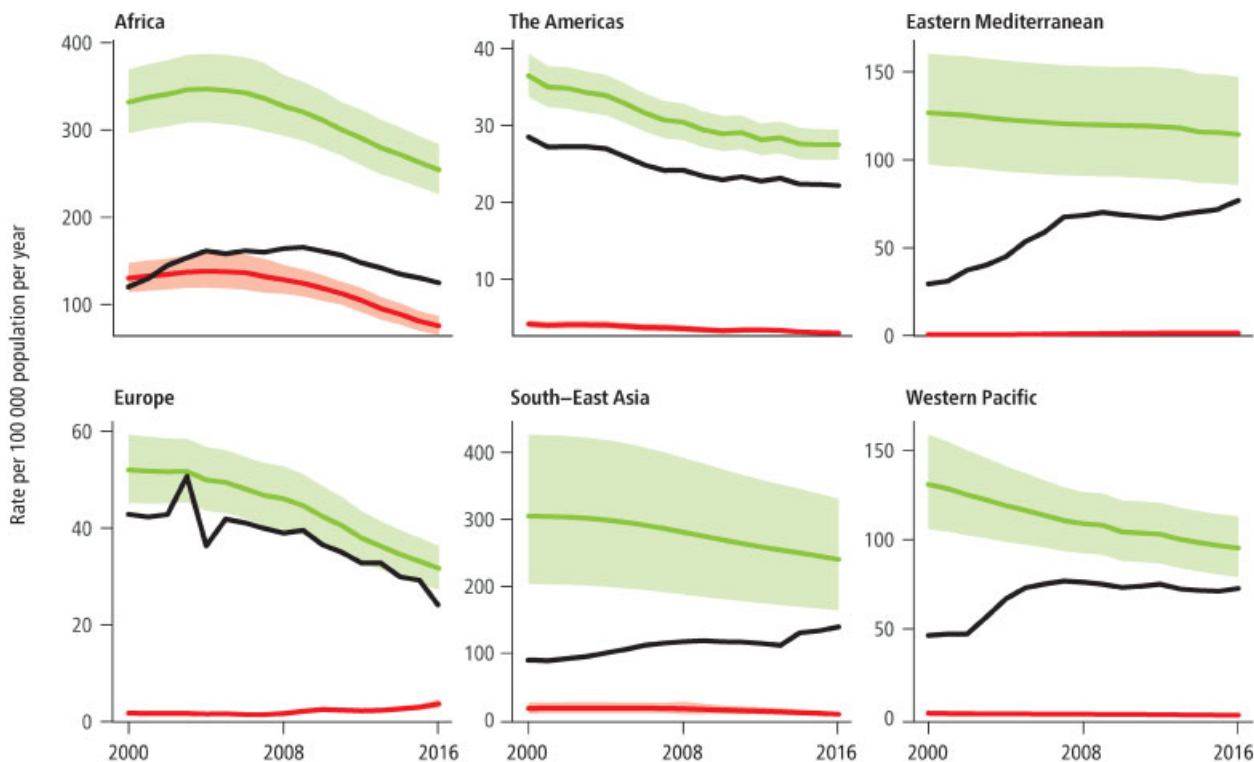 Africa
The Americas
Eastern Mediterranean
400
300
200
100
40
30
20
10
150
100
50
0
Rate per 100 000 population per year
Europe
South–East Asia
Western Pacific
60
40
20
0
400
300
200
100
0
150
100
50
0
2000 2008 2016
2000 2008 2016
2000 2008 2016